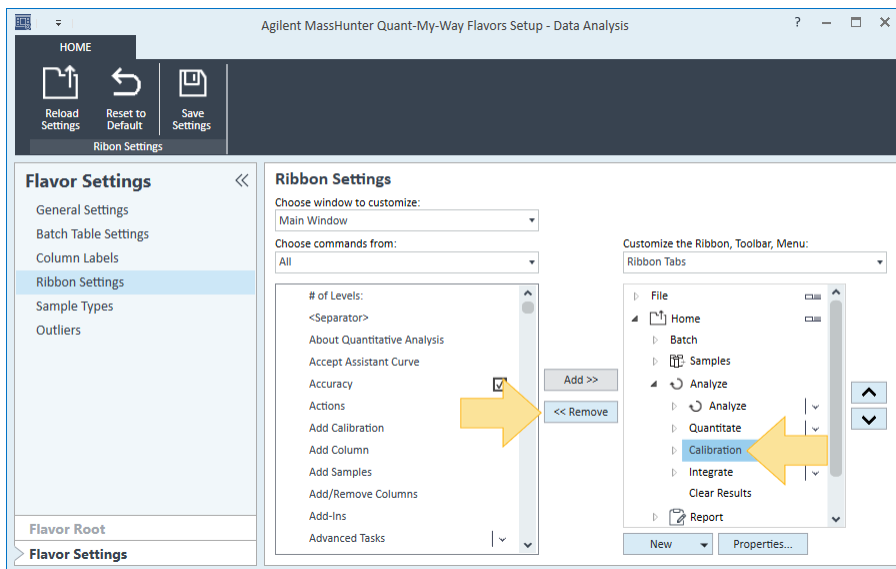 Agilent MassHunter Quant-My-Way Flavors Setup - Data Analysis
?
HOME
Reload Settings
Reset to Default
Save Settings
Ribon Settings
Flavor Settings
General Settings
Batch Table Settings
Column Labels
Ribbon Settings
Sample Types
Outliers
Flavor Root
Flavor Settings
Ribbon Settings
Choose window to customize:
Main Window
Choose commands from:
All
# of Levels:
<Separator>
About Quantitative Analysis
Accept Assistant Curve
Accuracy
Actions
Add Calibration
Add Column
Add Samples
Add/Remove Columns
Add-Ins
Advanced Tasks
Add >>
<< Remove
Customize the Ribbon, Toolbar, Menu:
Ribbon Tabs
File
Home
Batch
Samples
Analyze
Analyze
Quantitate
Calibration
Integrate
Clear Results
Report
New
Properties...